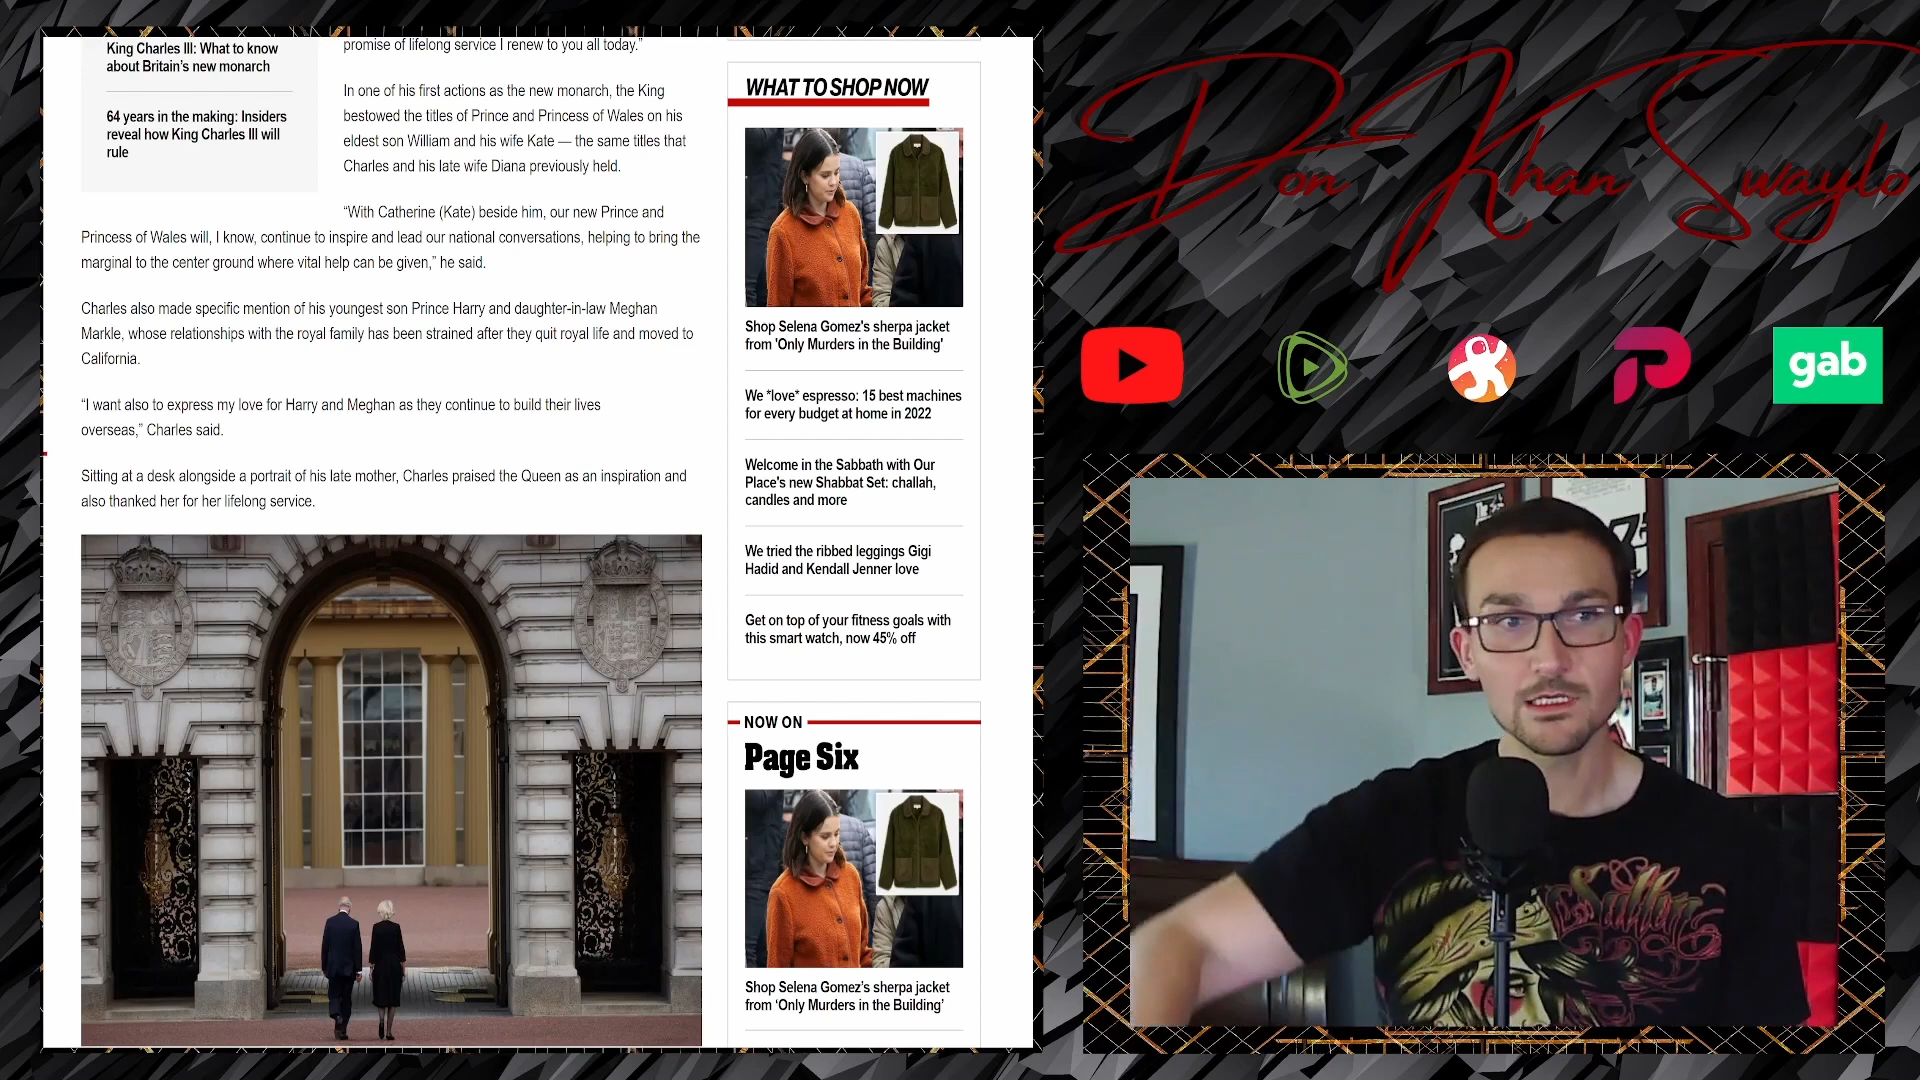 King Charles III: What to know
about Britain's new monarch
64 years in the making: Insiders
reveal how King Charles III will
rule
promise of lifelong service I renew to you all today.”
In one of his first actions as the new monarch, the King
bestowed the titles of Prince and Princess of Wales on his
eldest son William and his wife Kate — the same titles that
Charles and his late wife Diana previously held.
“With Catherine (Kate) beside him, our new Prince and
Princess of Wales will, I know, continue to inspire and lead our national conversations, helping to bring the
marginal to the center ground where vital help can be given,” he said.
Charles also made specific mention of his youngest son Prince Harry and daughter-in-law Meghan
Markle, whose relationships with the royal family has been strained after they quit royal life and moved to
California.
“I want also to express my love for Harry and Meghan as they continue to build their lives
overseas,” Charles said.
Sitting at a desk alongside a portrait of his late mother, Charles praised the Queen as an inspiration and
also thanked her for her lifelong service.
WHAT TO SHOP NOW
Shop Selena Gomez's sherpa jacket
from 'Only Murders in the Building'
We *love* espresso: 15 best machines
for every budget at home in 2022
Welcome in the Sabbath with Our
Place's new Shabbat Set: challah,
candles and more
We tried the ribbed leggings Gigi
Hadid and Kendall Jenner love
Get on top of your fitness goals with
this smart watch, now 45% off
NOW ON
Page Six
Shop Selena Gomez’s sherpa jacket
from ‘Only Murders in the Building’
Don Khan Swaylo
gab